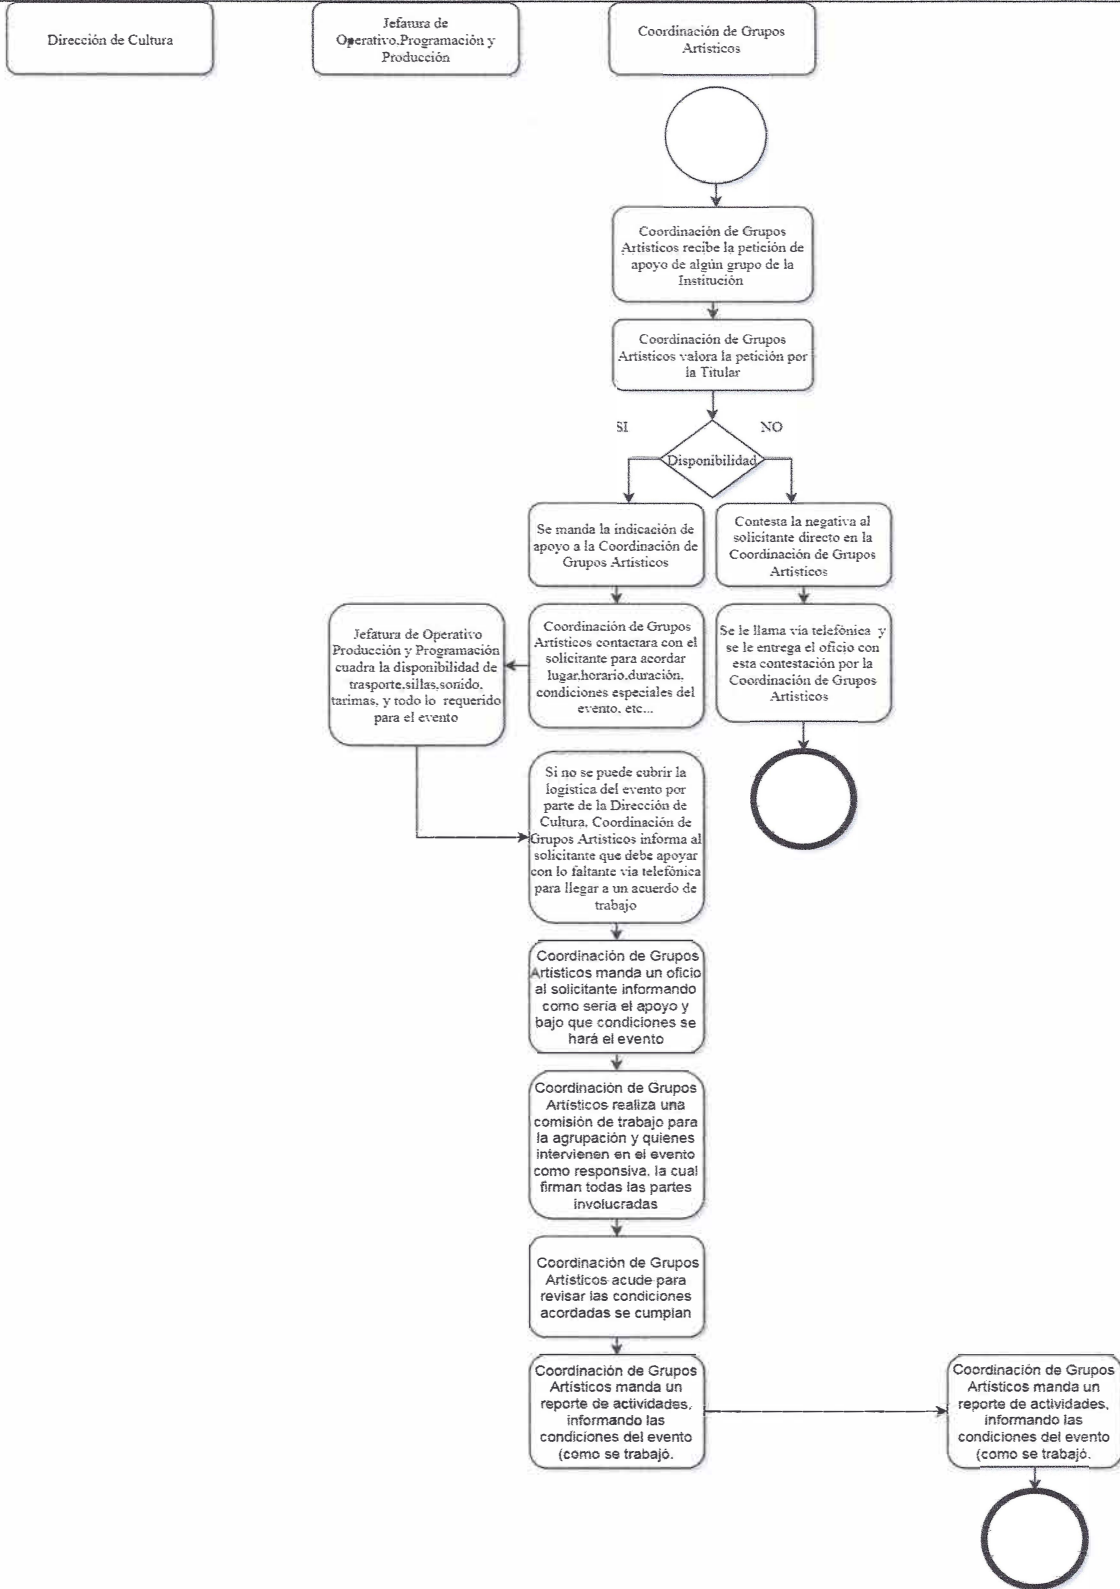 Dirección de Cultura
Jefatura de
Operativo.Programación y
Producción
Coordinación de Grupos
Artisticos
Coordinación de Grupos
Artísticos recibe la petición de
apoyo de algún grupo de la
Institución
Coordinación de Grupos
Artísticos valora la petición por
la Titular
SI
NO
Disponibilidad
Se manda la indicación de
apoyo a la Coordinación de
Grupos Artísticos
Contesta la negativa al
solicitante directo en la
Coordinación de Grupos
Artisticos
Jefatura de Operativo
Producción y Programación
cuadra la disponibilidad de
trasporte,sillas,sonido,
tarimas, y todo lo requerido
para el evento
Coordinación de Grupos
Artísticos contactara con el
solicitante para acordar
lugar,horario,duración,
condiciones especiales del
evento, etc...
Se le llama via telefónica y
se le entrega el oficio con
esta contestación por la
Coordinación de Grupos
Artisticos
Si no se puede cubrir la
logistica del evento por
parte de la Dirección de
Cultura, Coordinación de
Grupos Artisticos informa al
solicitante que debe apoyar
con lo faltante via telefónica
para llegar a un acuerdo de
trabajo
Coordinación de Grupos
Artísticos manda un oficio
al solicitante informando
como seria el apoyo y
bajo que condiciones se
hará el evento
Coordinación de Grupos
Artísticos realiza una
comisión de trabajo para
la agrupación y quienes
intervienen en el evento
como responsiva, la cual
firman todas las partes
involucradas
Coordinación de Grupos
Artísticos acude para
revisar las condiciones
acordadas se cumplan
Coordinación de Grupos
Artísticos manda un
reporte de actividades,
informando las
condiciones del evento
(como se trabajó.
Coordinación de Grupos
Artísticos manda un
reporte de actividades,
informando las
condiciones del evento
(como se trabajó.